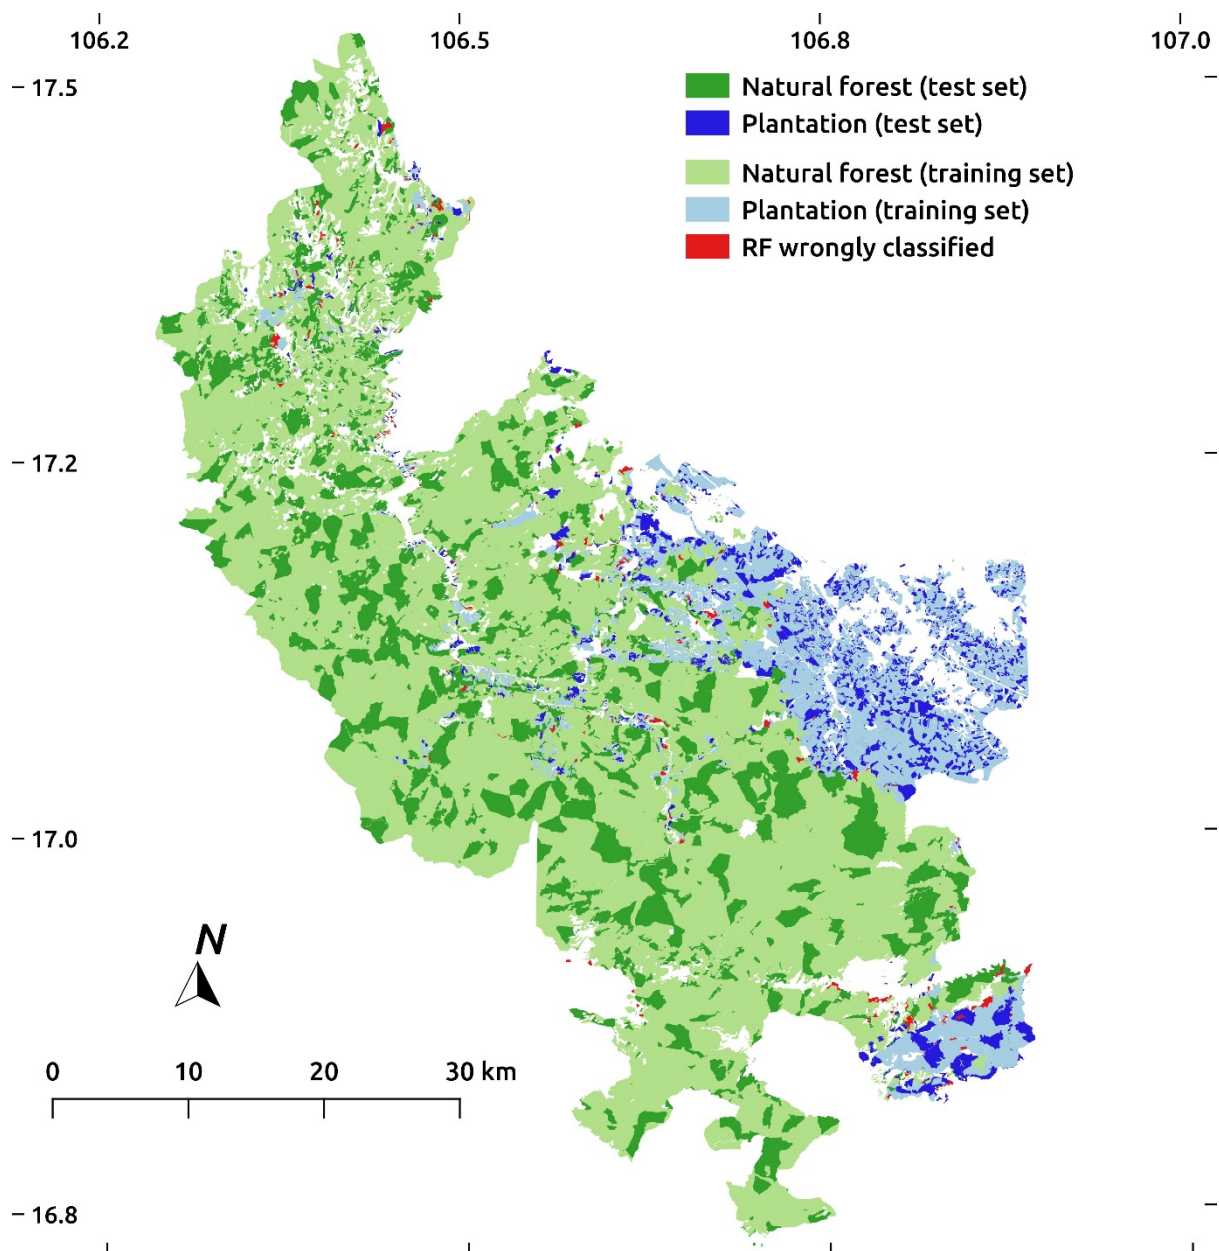 106.2 106.5 106.8 107.0
17.5
Natural forest (test set)
Plantation (test set)
Natural forest (training set)
Plantation (training set)
RF wrongly classified
17.2
17.0
N
0 10 20 30 km
16.8